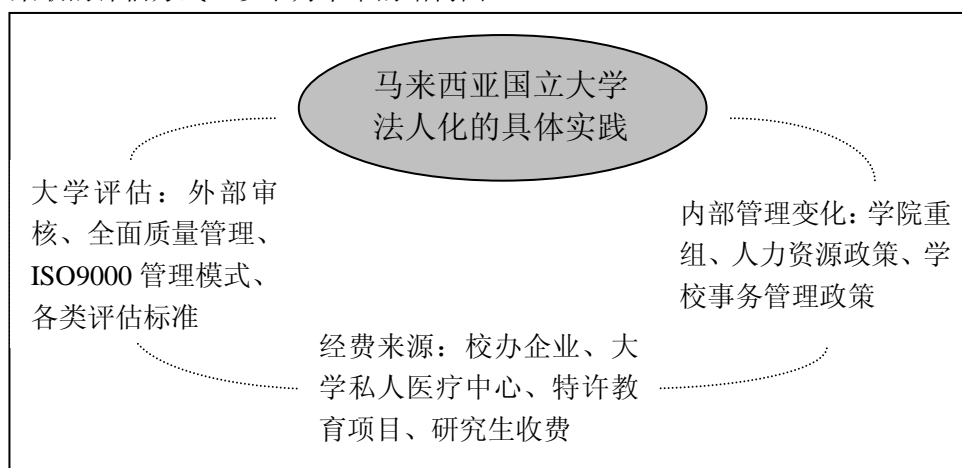 马来西亚国立大学
法人化的具体实践
大学评估：外部审
核、全面质量管理、
ISO9000 管理模式、
各类评估标准
内部管理变化：学院重
组、人力资源政策、学
校事务管理政策
经费来源：校办企业、大
学私人医疗中心、特许教
育项目、研究生收费